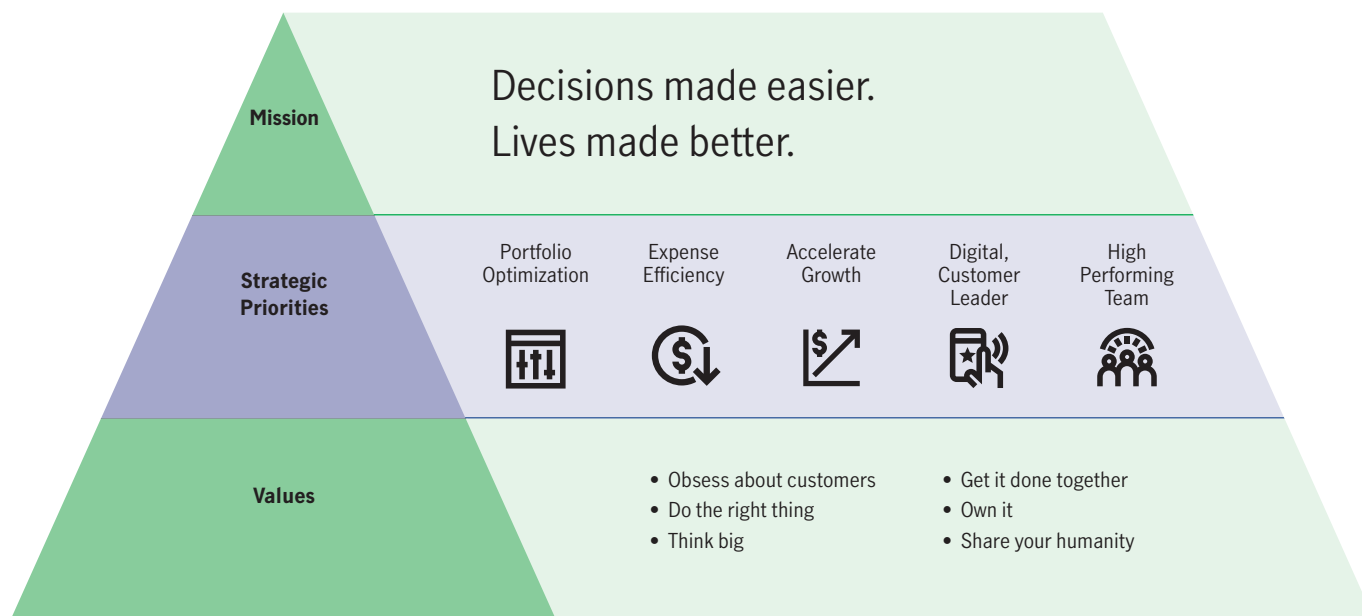 Mission
Decisions made easier.
Lives made better.
Strategic
Priorities
Portfolio
Optimization
Expense
Efficiency
Accelerate
Growth
Digital,
Customer
Leader
High
Performing
Team
$
$
Values
• Obsess about customers
• Do the right thing
• Think big
• Get it done together
• Own it
• Share your humanity